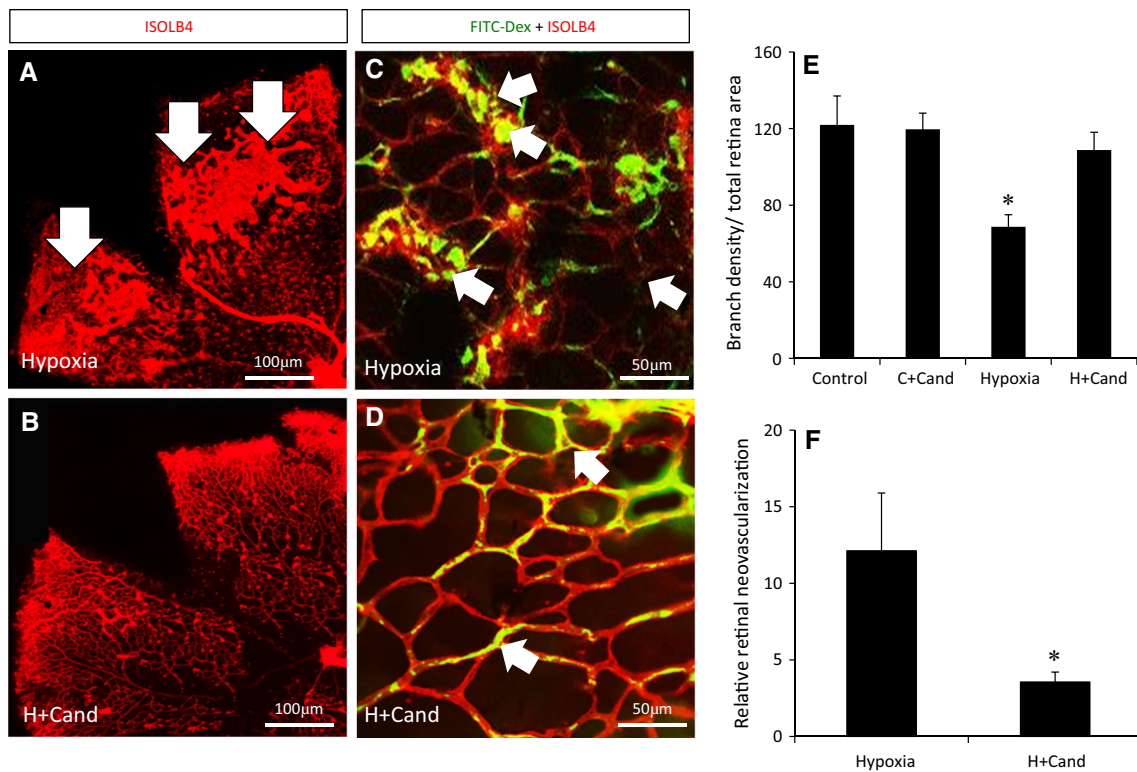 ISOLB4
FITC-Dex + ISOLB4
A
Hypoxia
100μm
B
H+Cand
100μm
C
Hypoxia
50μm
D
H+Cand
50μm
E
Branch density/ total retina area
160
120
80
40
0
*
Control C+Cand Hypoxia H+Cand
F
Relative retinal neovascularization
20
15
10
5
0
*
Hypoxia H+Cand